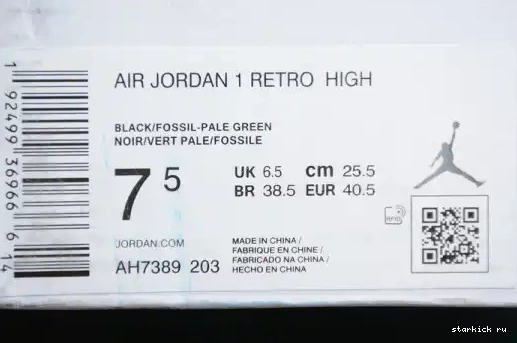 AIR JORDAN 1 RETRO HIGH
BLACK/FOSSIL-PALE GREEN
NOIR/VERT PALE/FOSSILE
7 5
UK 6.5 cm 25.5
BR 38.5 EUR 40.5
RFID
JORDAN.COM
AH7389 203
MADE IN CHINA /
FABRIQUE EN CHINE /
FABRICADO NA CHINA /
HECHO EN CHINA
1 92499 36966 6 14
starkick ru